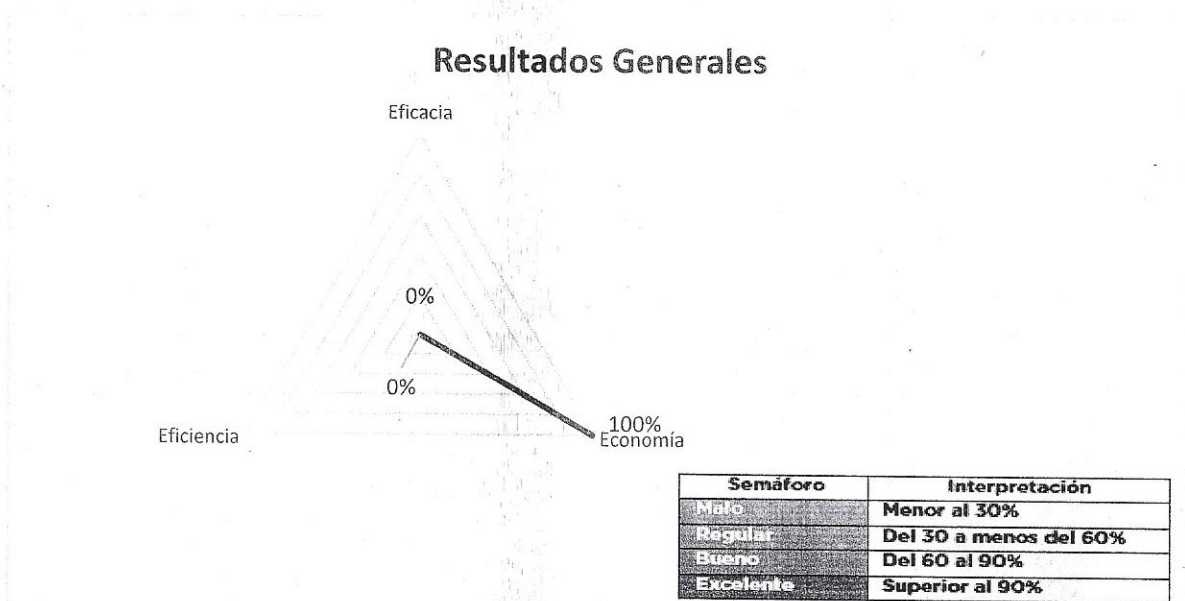 Resultados Generales
Eficacia
0%
0%
100%
Eficiencia
Economía
Semáforo Interpretación
Malo Menor al 30%
Regular Del 30 a menos del 60%
Bueno Del 60 al 90%
Excelente Superior al 90%